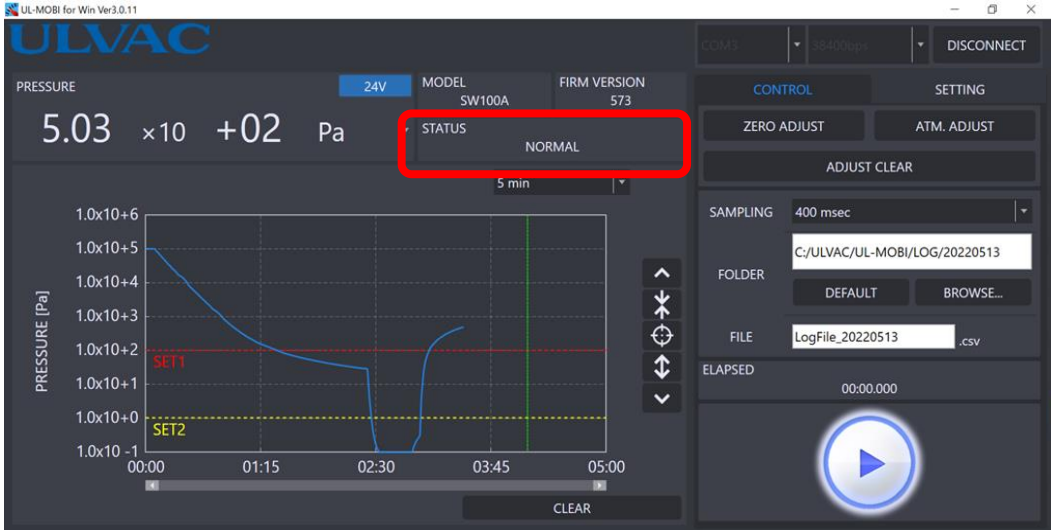 UL-MOBI for Win Ver3.0.11
ULVAC
COM3
38400bps
DISCONNECT
PRESSURE
24V
5.03 ×10 +02 Pa
MODEL
SW100A
FIRM VERSION
573
STATUS
NORMAL
CONTROL
SETTING
ZERO ADJUST
ATM. ADJUST
ADJUST CLEAR
5 min
PRESSURE [Pa]
1.0x10+6
1.0x10+5
1.0x10+4
1.0x10+3
1.0x10+2
1.0x10+1
1.0x10+0
1.0x10 -1
SET1
SET2
00:00
01:15
02:30
03:45
05:00
CLEAR
SAMPLING
400 msec
FOLDER
C:/ULVAC/UL-MOBI/LOG/20220513
DEFAULT
BROWSE...
FILE
LogFile_20220513
.csv
ELAPSED
00:00.000